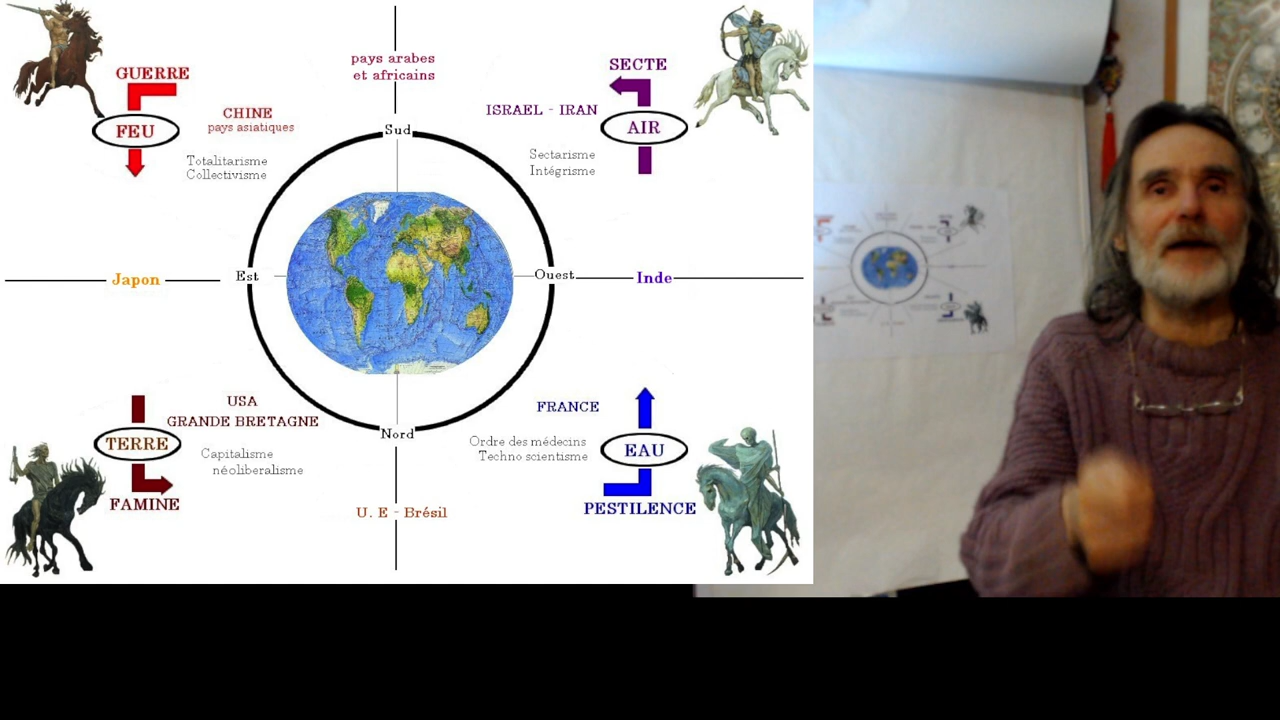 GUERRE
FEU
CHINE
pays asiatiques
Totalitarisme
Collectivisme
pays arabes
et africains
Sud
SECTE
ISRAEL - IRAN
AIR
Sectarisme
Intégrisme
Japon
Est
Ouest
Inde
USA
GRANDE BRETAGNE
TERRE
Capitalisme
néoliberalisme
FAMINE
Nord
U. E - Brésil
FRANCE
Ordre des médecins
Techno scientisme
EAU
PESTILENCE